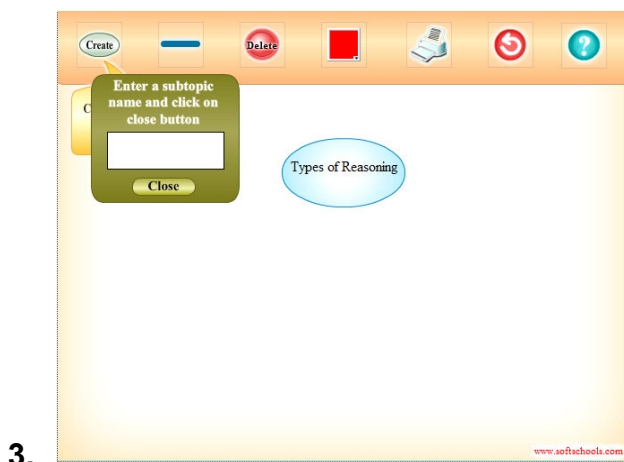 Create
Delete
Enter a subtopic
name and click on
close button
C
Close
Types of Reasoning
3.
www.softschools.com